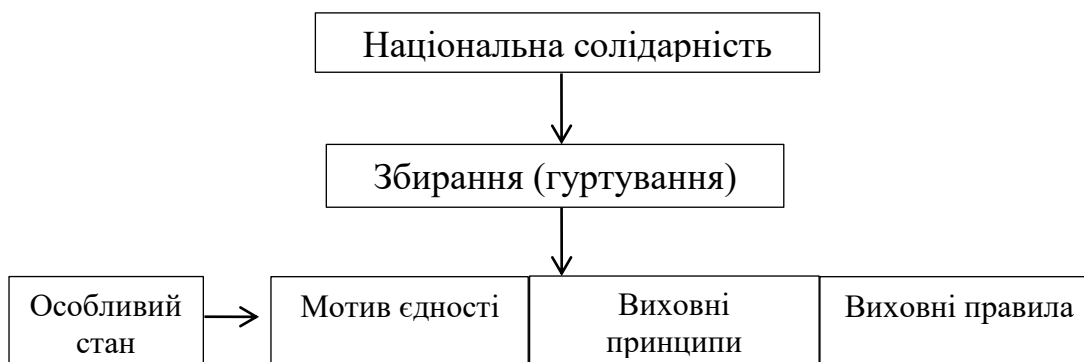 Національна солідарність
Збирання (гуртування)
Особливий
стан
Мотив єдності
Виховні
принципи
Виховні правила